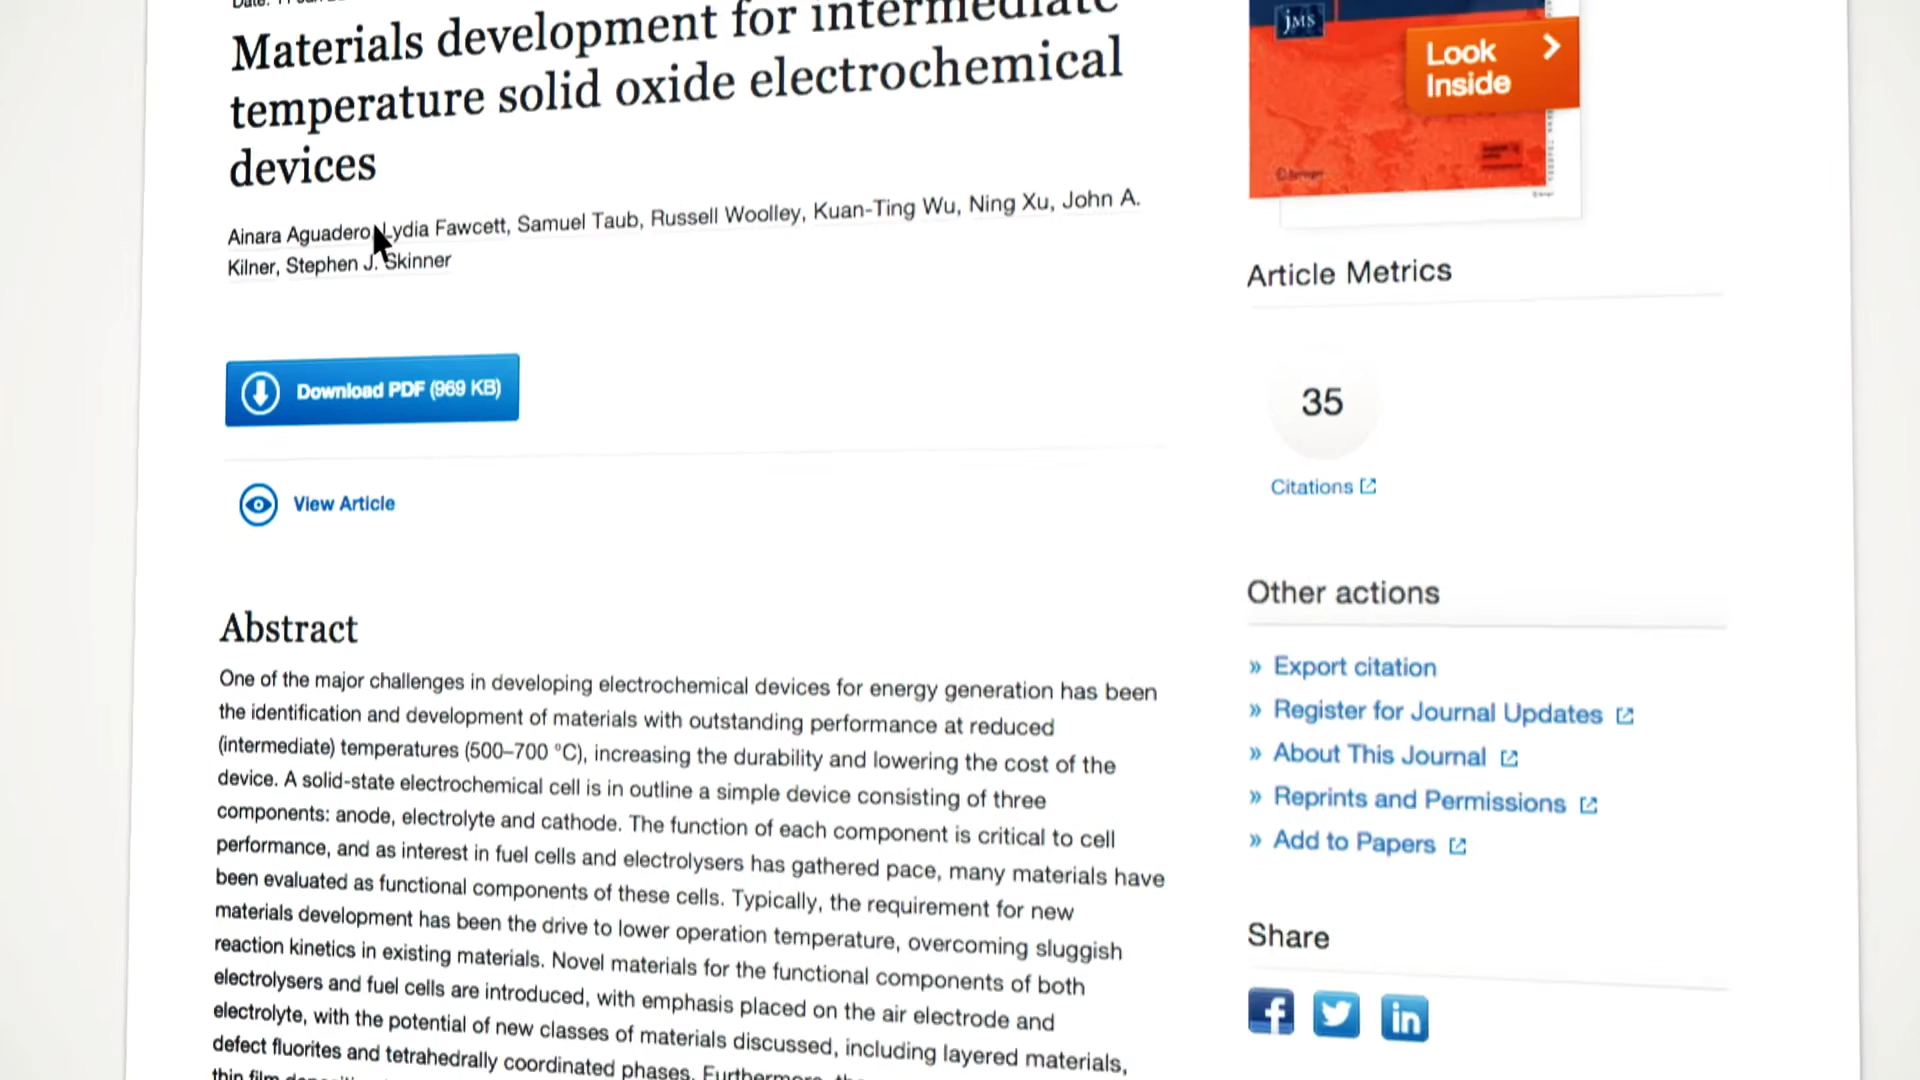 Materials development for intermediate
temperature solid oxide electrochemical
devices
Ainara Aguadero, Lydia Fawcett, Samuel Taub, Russell Woolley, Kuan-Ting Wu, Ning Xu, John A.
Kilner, Stephen J. Skinner
Download PDF (969 KB)
View Article
Abstract
One of the major challenges in developing electrochemical devices for energy generation has been
the identification and development of materials with outstanding performance at reduced
(intermediate) temperatures (500–700 °C), increasing the durability and lowering the cost of the
device. A solid-state electrochemical cell is in outline a simple device consisting of three
components: anode, electrolyte and cathode. The function of each component is critical to cell
performance, and as interest in fuel cells and electrolysers has gathered pace, many materials have
been evaluated as functional components of these cells. Typically, the requirement for new
materials development has been the drive to lower operation temperature, overcoming sluggish
reaction kinetics in existing materials. Novel materials for the functional components of both
electrolysers and fuel cells are introduced, with emphasis placed on the air electrode and
electrolyte, with the potential of new classes of materials discussed, including layered materials,
defect fluorites and tetrahedrally coordinated phases. Furthermore, the
thin film
jMS
Look
Inside
Springer
Article Metrics
35
Citations
Other actions
» Export citation
» Register for Journal Updates
» About This Journal
» Reprints and Permissions
» Add to Papers
Share
f
in